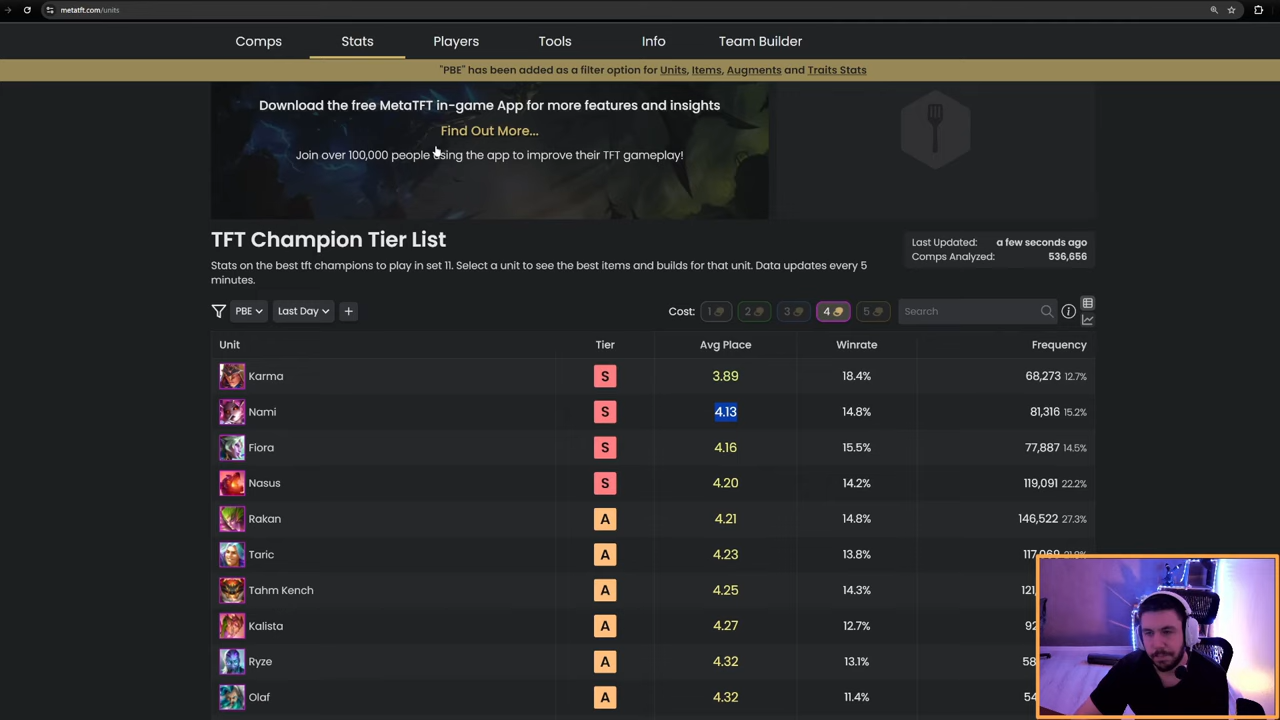 metatft.com/units
Comps Stats Players Tools Info Team Builder
"PBE" has been added as a filter option for Units, Items, Augments and Traits Stats
Download the free MetaTFT in-game App for more features and insights
Find Out More...
Join over 100,000 people using the app to improve their TFT gameplay!
TFT Champion Tier List
Last Updated: a few seconds ago
Comps Analyzed: 536,656
Stats on the best tft champions to play in set 11. Select a unit to see the best items and builds for that unit. Data updates every 5
minutes.
PBE Last Day + Cost: 1 2 3 4 5 Search
Unit Tier Avg Place Winrate Frequency
Karma S 3.89 18.4% 68,273 12.7%
Nami S 4.13 14.8% 81,316 15.2%
Fiora S 4.16 15.5% 77,887 14.5%
Nasus S 4.20 14.2% 119,091 22.2%
Rakan A 4.21 14.8% 146,522 27.3%
Taric A 4.23 13.8%
Tahm Kench A 4.25 14.3% 121,
Kalista A 4.27 12.7% 92
Ryze A 4.32 13.1% 58
Olaf A 4.32 11.4% 54